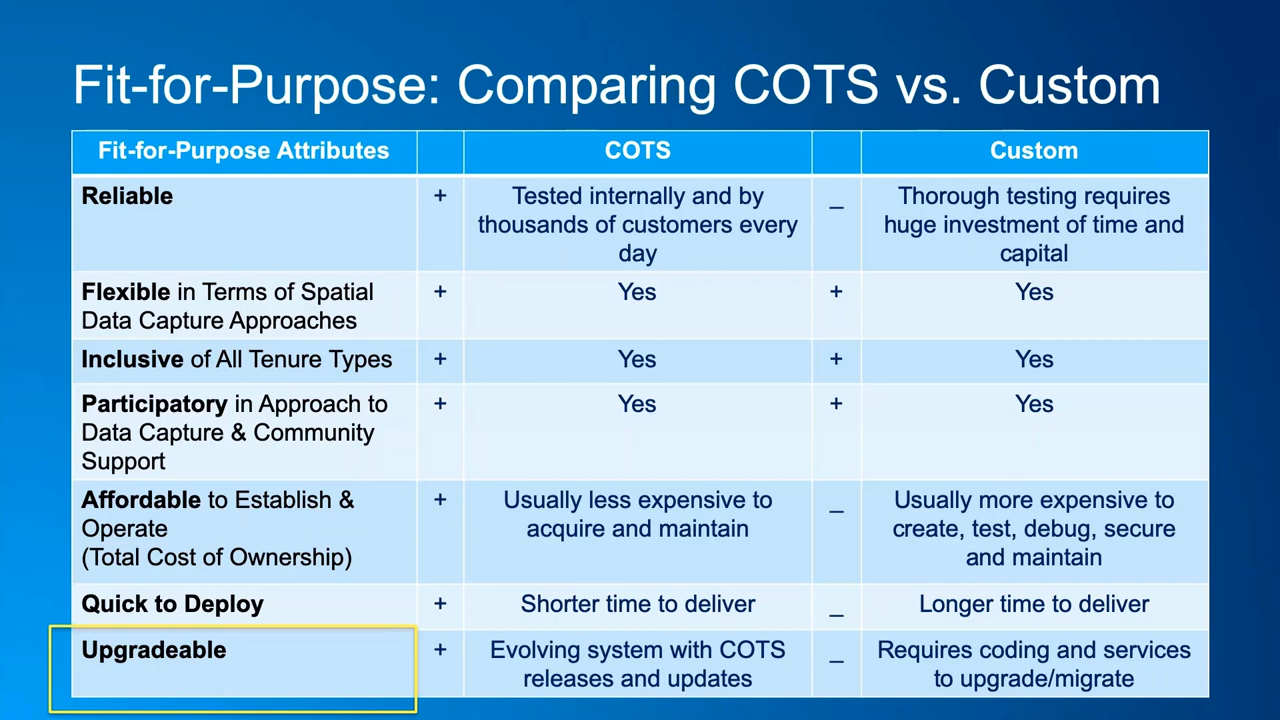 Fit-for-Purpose: Comparing COTS vs. Custom
Fit-for-Purpose Attributes
COTS
Custom
Reliable
+
Tested internally and by
thousands of customers every
day
_
Thorough testing requires
huge investment of time and
capital
Flexible in Terms of Spatial
Data Capture Approaches
+
Yes
+
Yes
Inclusive of All Tenure Types
+
Yes
+
Yes
Participatory in Approach to
Data Capture & Community
Support
+
Yes
+
Yes
Affordable to Establish &
Operate
(Total Cost of Ownership)
+
Usually less expensive to
acquire and maintain
_
Usually more expensive to
create, test, debug, secure
and maintain
Quick to Deploy
+
Shorter time to deliver
_
Longer time to deliver
Upgradeable
+
Evolving system with COTS
releases and updates
_
Requires coding and services
to upgrade/migrate